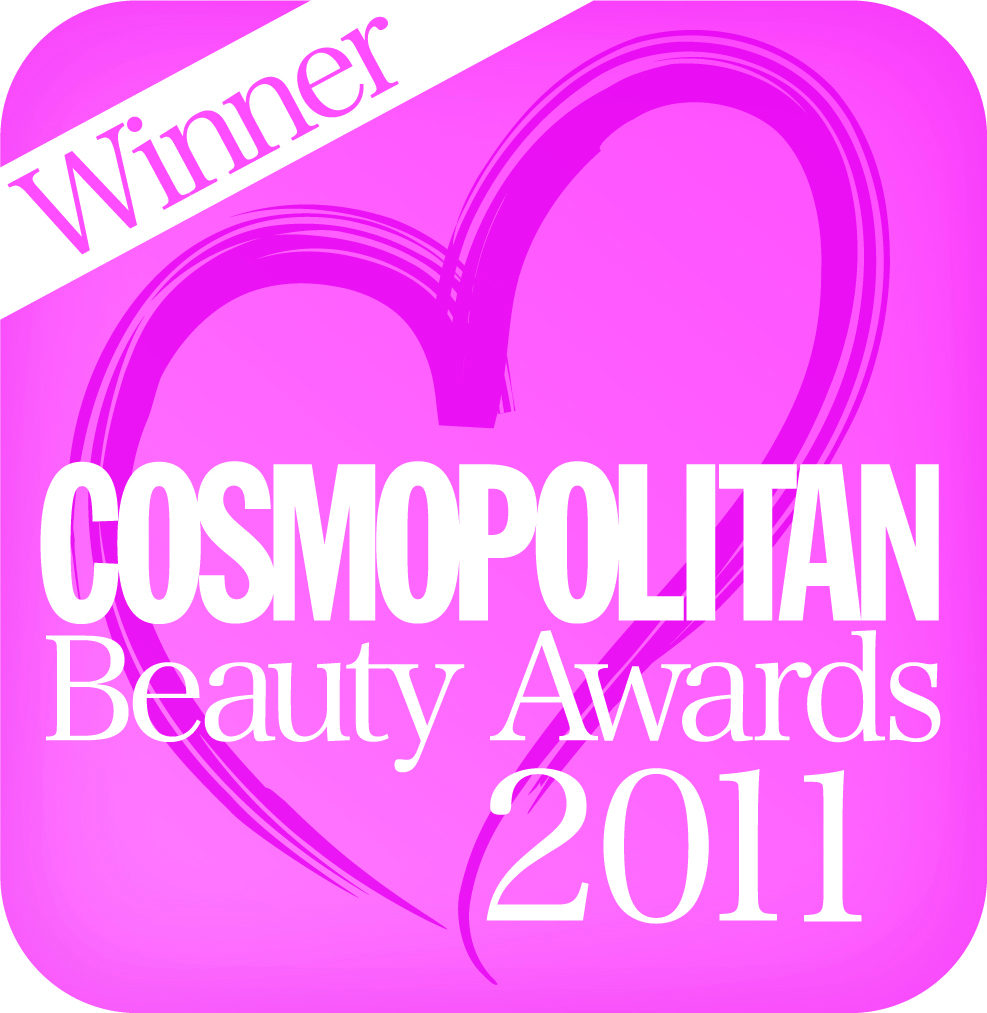 Winner
COSMOPOLITAN
Beauty Awards
2011